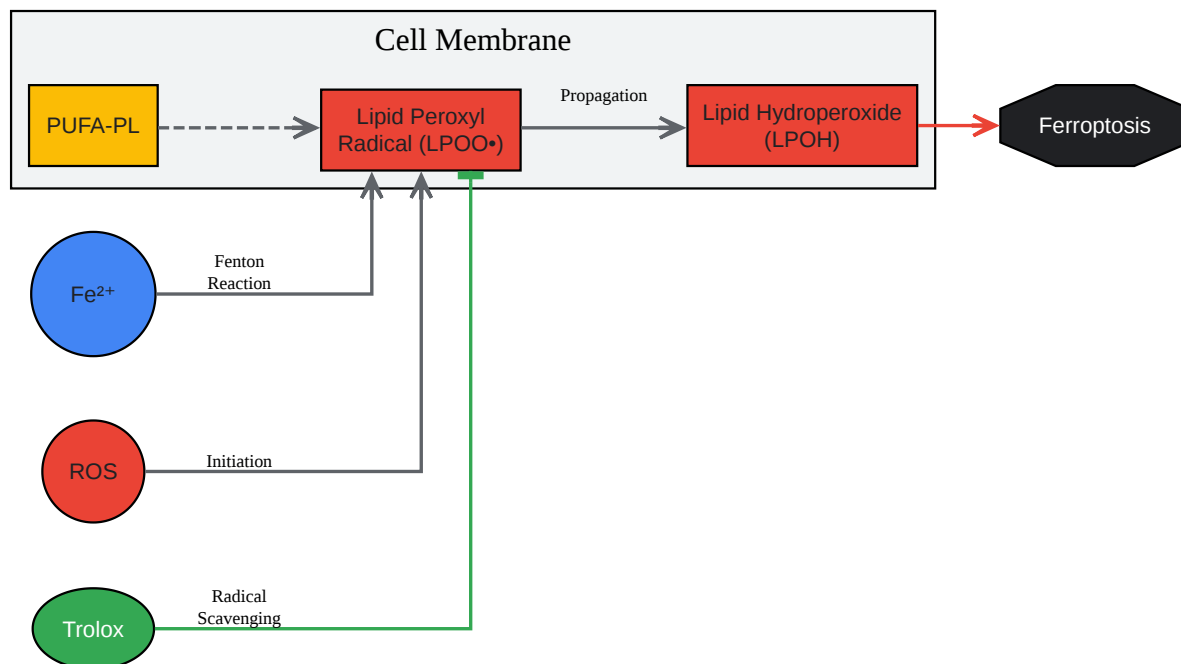 Cell Membrane
PUFA-PL
Lipid Peroxyl
Radical (LPOO•)
Propagation
Lipid Hydroperoxide
(LPOH)
Ferroptosis
Fe²⁺
Fenton
Reaction
ROS
Initiation
Trolox
Radical
Scavenging